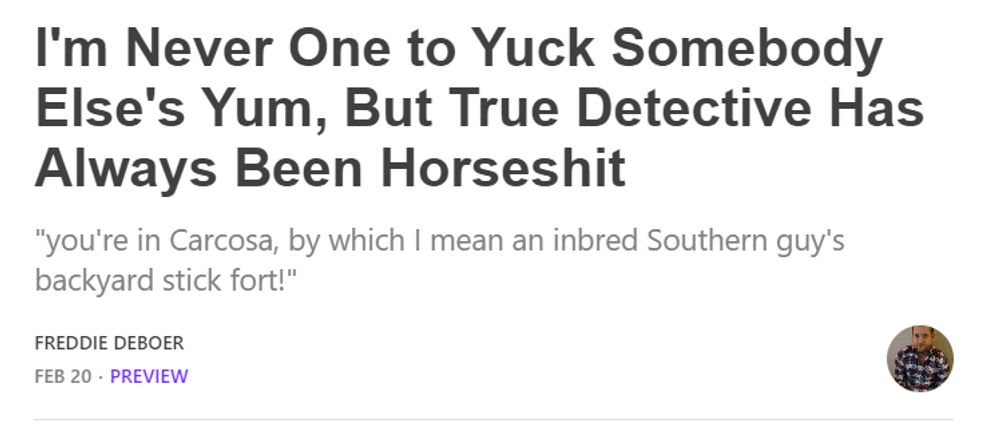 I'm Never One to Yuck Somebody
Else's Yum, But True Detective Has
Always Been Horseshit
"you're in Carcosa, by which I mean an inbred Southern guy's
backyard stick fort!"
FREDDIE DEBOER
FEB 20 · PREVIEW